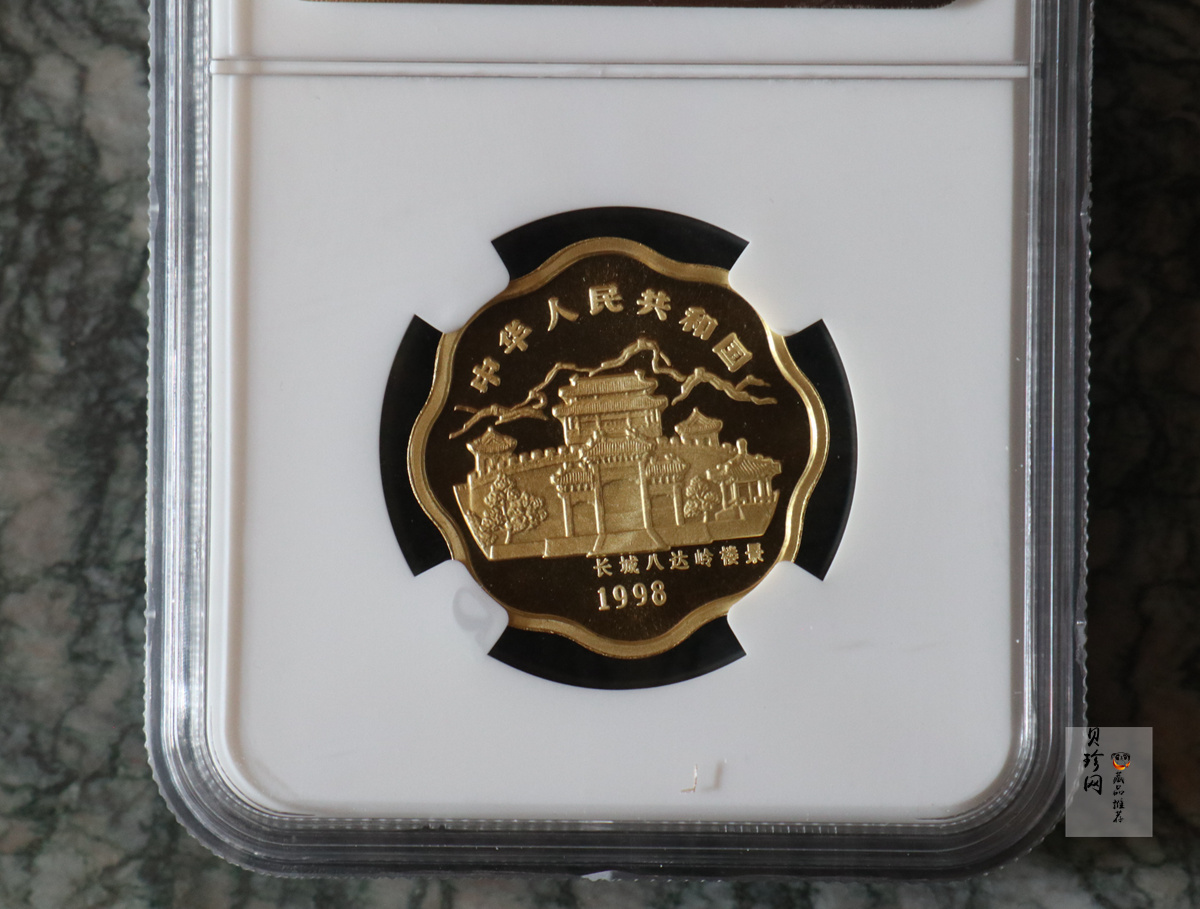 中华人民共和国
长城八达岭楼景
1998
贝珍网
藏品推荐